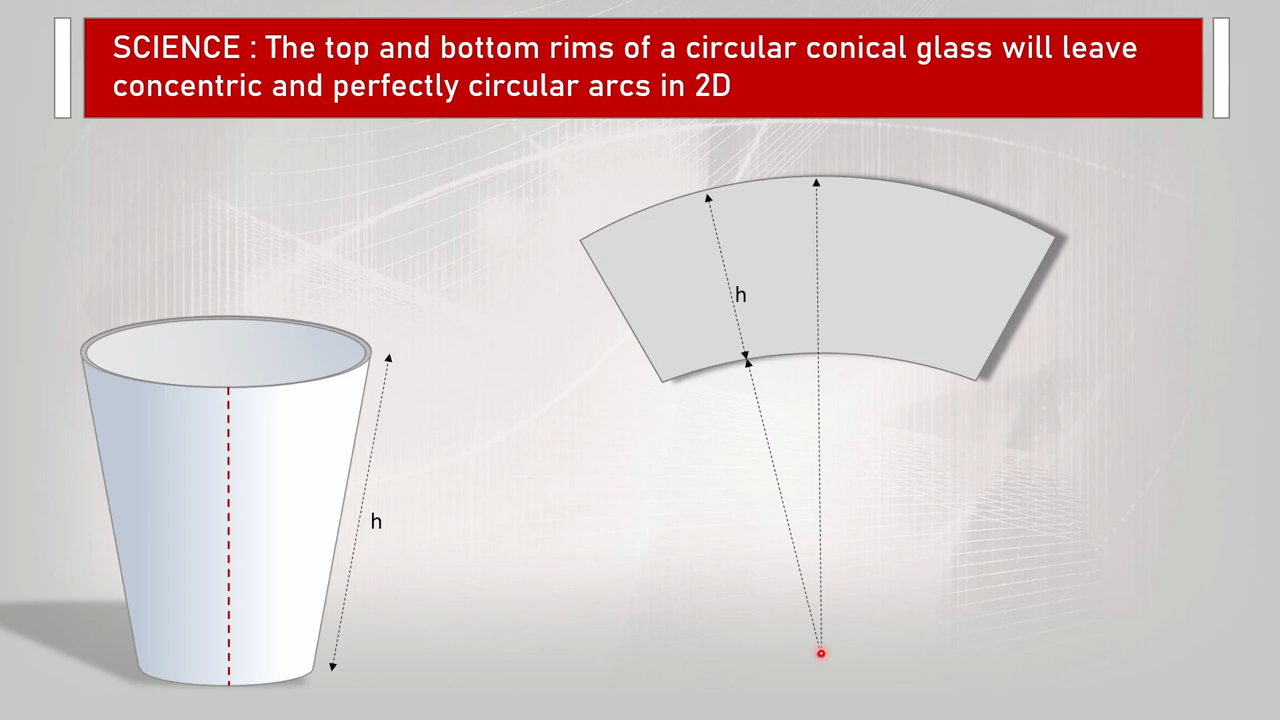 SCIENCE : The top and bottom rims of a circular conical glass will leave
concentric and perfectly circular arcs in 2D
h
h